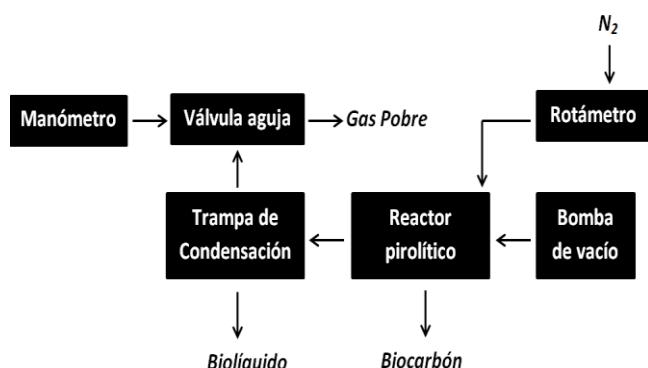 N2
Manómetro
Válvula aguja
Gas Pobre
Rotámetro
Trampa de
Condensación
Reactor
pirolítico
Bomba
de vacío
Biolíquido
Biocarbón